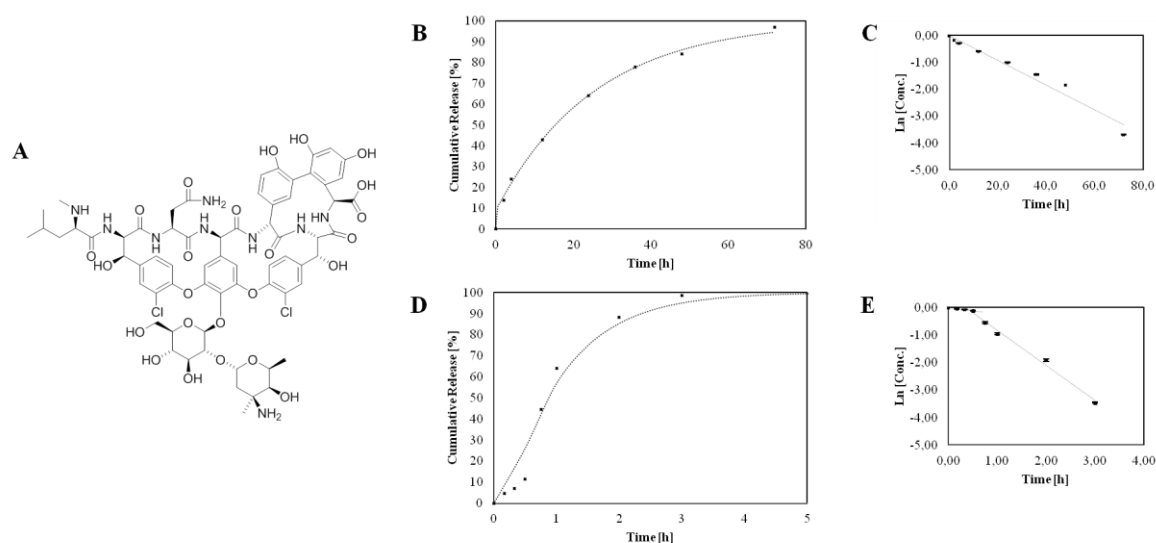 A
HO
OH
HO
OH
O
NH2
O
NH
H
N
O
O
N
H
O
H
N
O
N
H
O
H
N
O
HN
O
OH
HO
Cl
O
O
Cl
OH
O
HO
O
HO
OH
O
O
OH
NH2
B
Cumulative Release [%]
100
90
80
70
60
50
40
30
20
10
0
0
20
40
60
80
Time [h]
C
Ln [Conc.]
0,00
-1,00
-2,00
-3,00
-4,00
-5,00
0,0
20,0
40,0
60,0
80,0
Time [h]
D
Cumulative Release [%]
100
90
80
70
60
50
40
30
20
10
0
0
1
2
3
4
5
Time [h]
E
Ln [Conc.]
0,00
-1,00
-2,00
-3,00
-4,00
-5,00
0,00
1,00
2,00
3,00
4,00
Time [h]